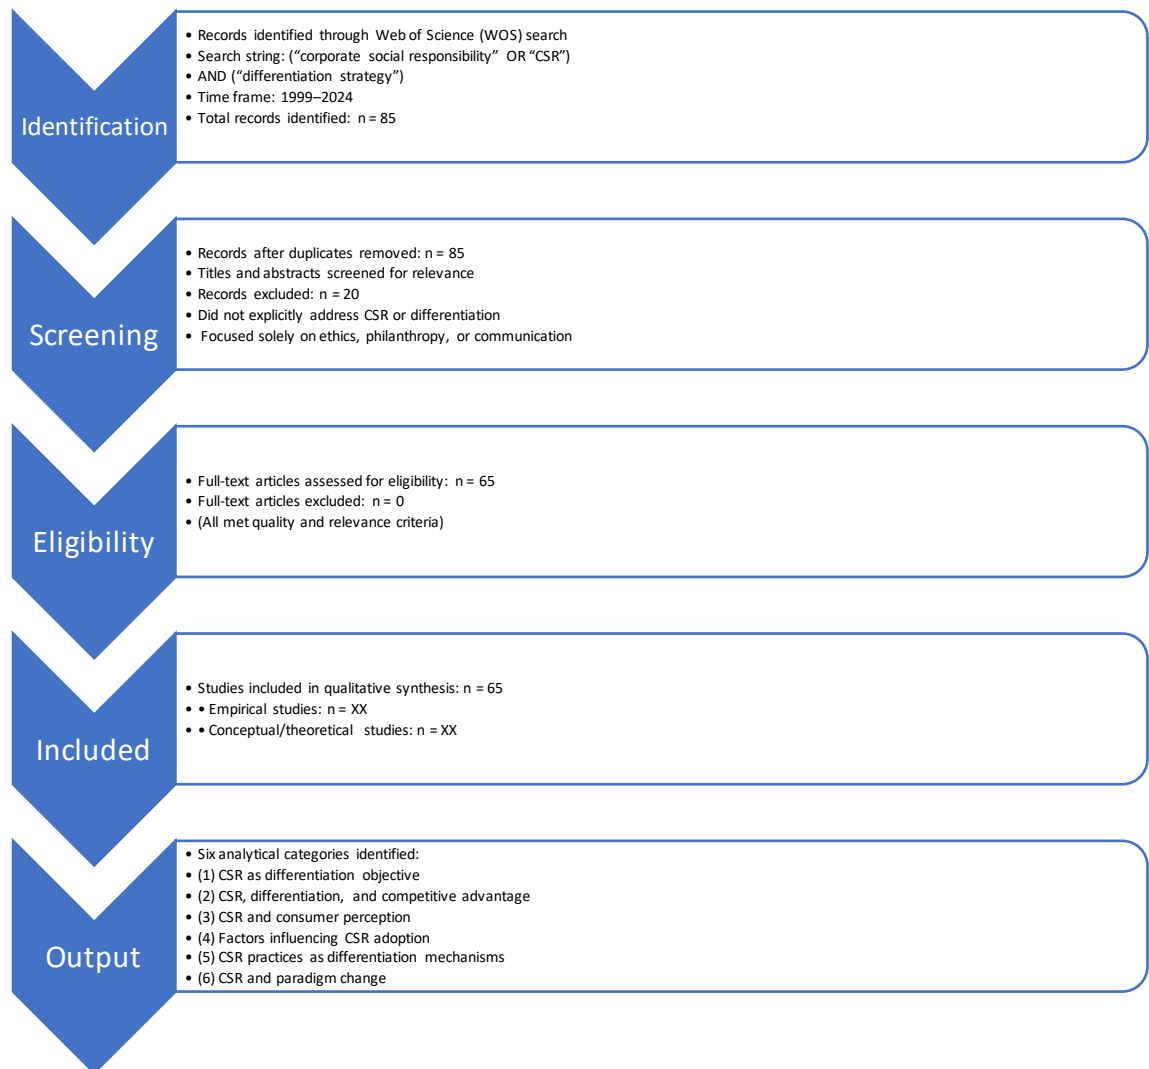 Identification
• Records identified through Web of Science (WOS) search
• Search string: (“corporate social responsibility” OR “CSR”)
• AND (“differentiation strategy”)
• Time frame: 1999–2024
• Total records identified: n = 85
Screening
• Records after duplicates removed: n = 85
• Titles and abstracts screened for relevance
• Records excluded: n = 20
• Did not explicitly address CSR or differentiation
• Focused solely on ethics, philanthropy, or communication
Eligibility
• Full-text articles assessed for eligibility: n = 65
• Full-text articles excluded: n = 0
• (All met quality and relevance criteria)
Included
• Studies included in qualitative synthesis: n = 65
• • Empirical studies: n = XX
• • Conceptual/theoretical studies: n = XX
Output
• Six analytical categories identified:
• (1) CSR as differentiation objective
• (2) CSR, differentiation, and competitive advantage
• (3) CSR and consumer perception
• (4) Factors influencing CSR adoption
• (5) CSR practices as differentiation mechanisms
• (6) CSR and paradigm change